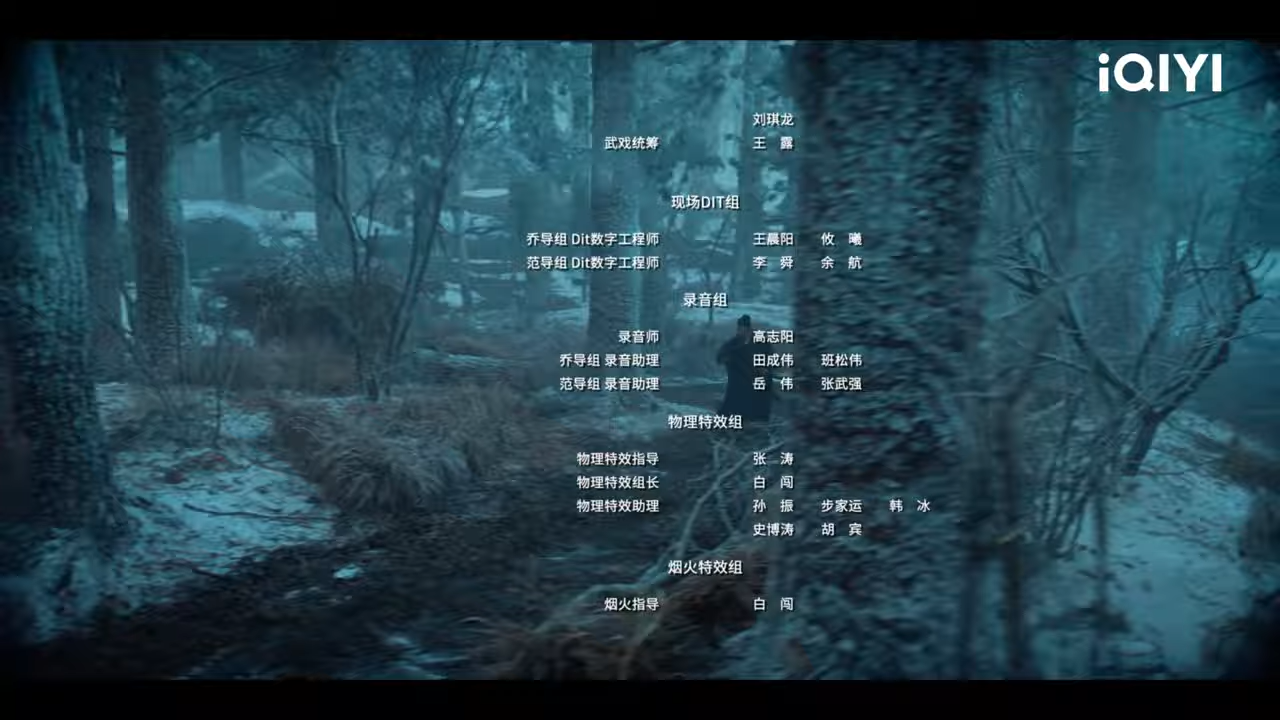 iQIYI
刘琪龙
武戏统筹 王 露
现场DIT组
乔导组 Dit数字工程师 王晨阳 攸 曦
范导组 Dit数字工程师 李 舜 余 航
录音组
录音师 高志阳
乔导组 录音助理 田成伟 班松伟
范导组 录音助理 岳 伟 张武强
物理特效组
物理特效指导 张 涛
物理特效组长 白 闯
物理特效助理 孙 振 步家运 韩 冰
史博涛 胡 宾
烟火特效组
烟火指导 白 闯